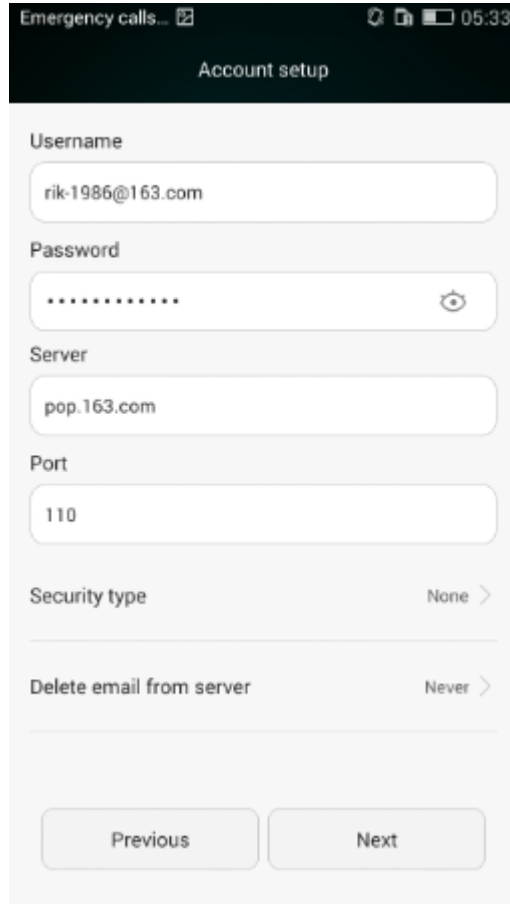 Emergency calls... 05:33
Account setup
Username
rik-1986@163.com
Password
••••••••••••
Server
pop.163.com
Port
110
Security type None
Delete email from server Never
Previous Next